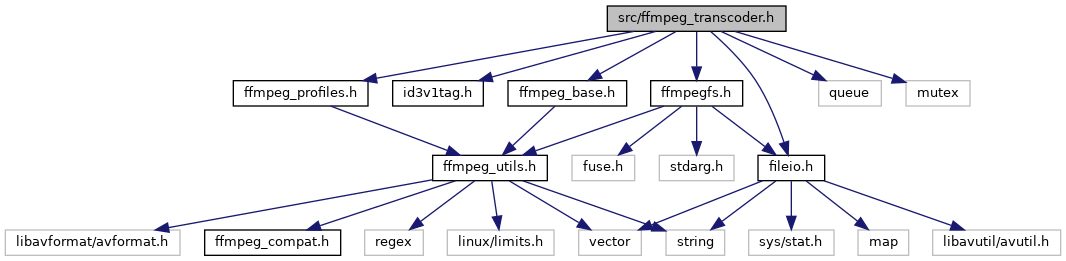 src/ffmpeg_transcoder.h
ffmpeg_profiles.h
id3v1tag.h
ffmpeg_base.h
ffmpegfs.h
queue
mutex
ffmpeg_utils.h
fuse.h
stdarg.h
fileio.h
libavformat/avformat.h
ffmpeg_compat.h
regex
linux/limits.h
vector
string
sys/stat.h
map
libavutil/avutil.h